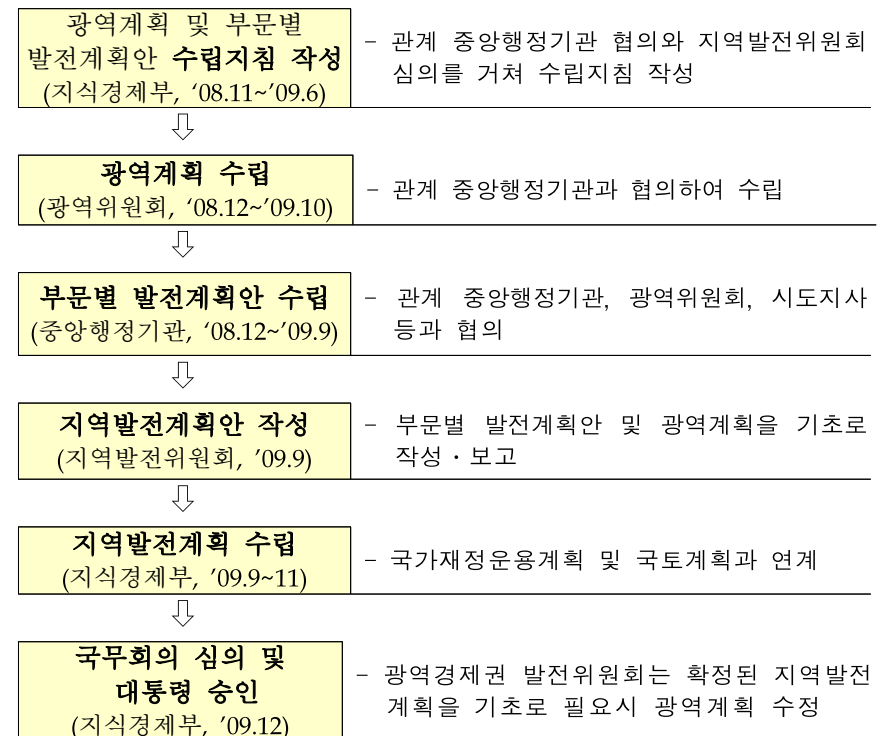 광역계획 및 부문별
발전계획안 수립지침 작성
(지식경제부, ‘08.11~’09.6)
- 관계 중앙행정기관 협의와 지역발전위원회
심의를 거쳐 수립지침 작성
광역계획 수립
(광역위원회, ‘08.12~’09.10)
- 관계 중앙행정기관과 협의하여 수립
부문별 발전계획안 수립
(중앙행정기관, ‘08.12~’09.9)
- 관계 중앙행정기관, 광역위원회, 시도지사
등과 협의
지역발전계획안 작성
(지역발전위원회, ’09.9)
- 부문별 발전계획안 및 광역계획을 기초로
작성·보고
지역발전계획 수립
(지식경제부, ’09.9~11)
- 국가재정운용계획 및 국토계획과 연계
국무회의 심의 및
대통령 승인
(지식경제부, ’09.12)
- 광역경제권 발전위원회는 확정된 지역발전
계획을 기초로 필요시 광역계획 수정